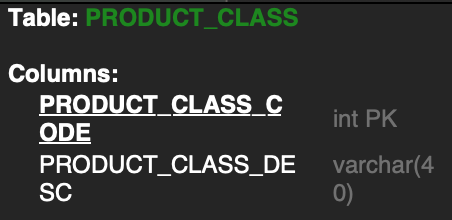 Table: PRODUCT_CLASS
Columns:
PRODUCT_CLASS_C
ODE
int PK
PRODUCT_CLASS_DE
SC
varchar(4
0)